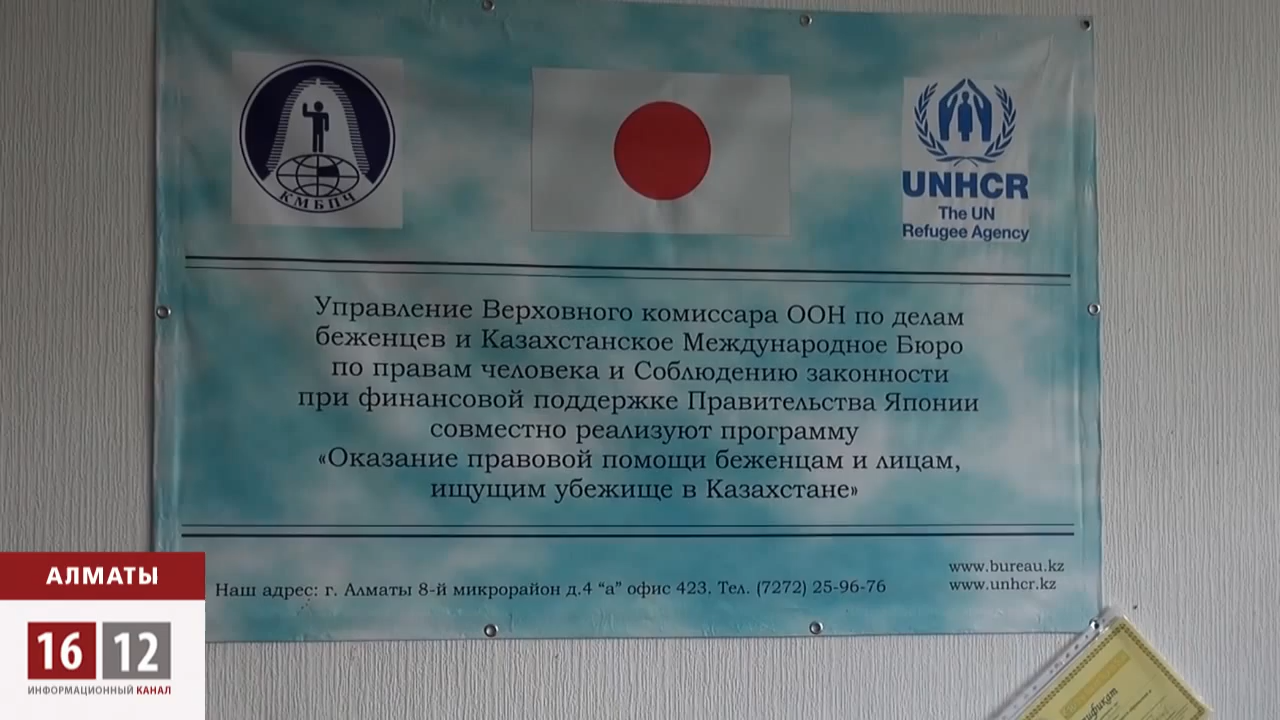 КМБПЧ
UNHCR
The UN
Refugee Agency
Управление Верховного комиссара ООН по делам
беженцев и Казахстанское Международное Бюро
по правам человека и Соблюдению законности
при финансовой поддержке Правительства Японии
совместно реализуют программу
«Оказание правовой помощи беженцам и лицам,
ищущим убежище в Казахстане»
www.bureau.kz
Наш адрес: г. Алматы 8-й микрорайон д.4 “а” офис 423. Тел. (7272) 25-96-76
www.unhcr.kz
АЛМАТЫ
16 12
ИНФОРМАЦИОННЫЙ КАНАЛ